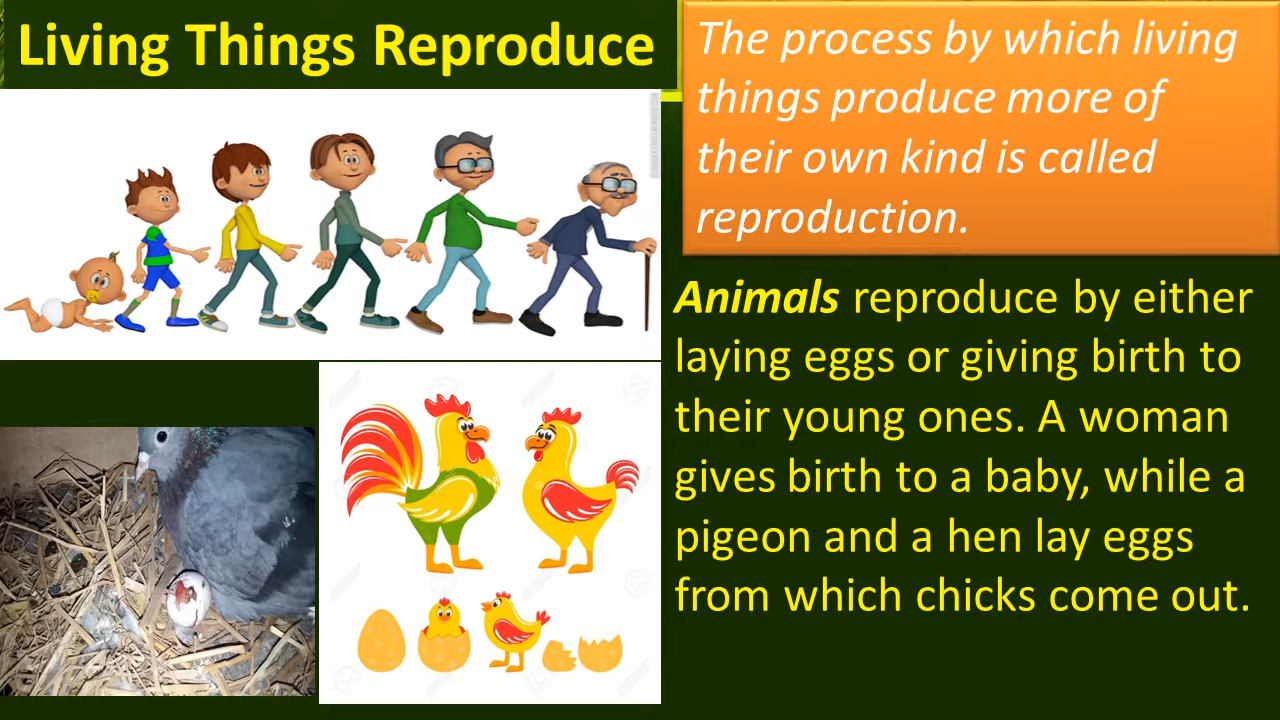 Living Things Reproduce
The process by which living
things produce more of
their own kind is called
reproduction.
Animals reproduce by either
laying eggs or giving birth to
their young ones. A woman
gives birth to a baby, while a
pigeon and a hen lay eggs
from which chicks come out.